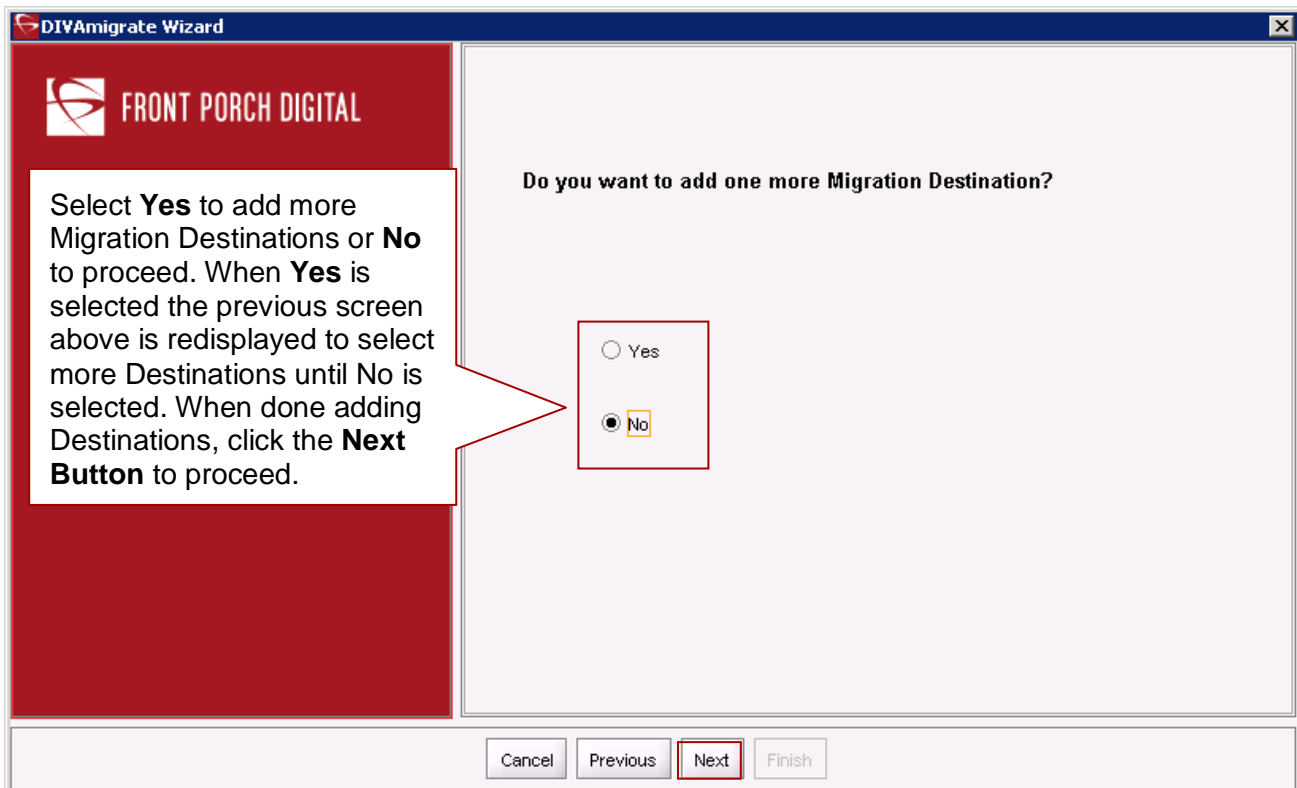 DIVAmigrate Wizard
FRONT PORCH DIGITAL
Select Yes to add more
Migration Destinations or No
to proceed. When Yes is
selected the previous screen
above is redisplayed to select
more Destinations until No is
selected. When done adding
Destinations, click the Next
Button to proceed.
Do you want to add one more Migration Destination?
Yes
No
Cancel Previous Next Finish